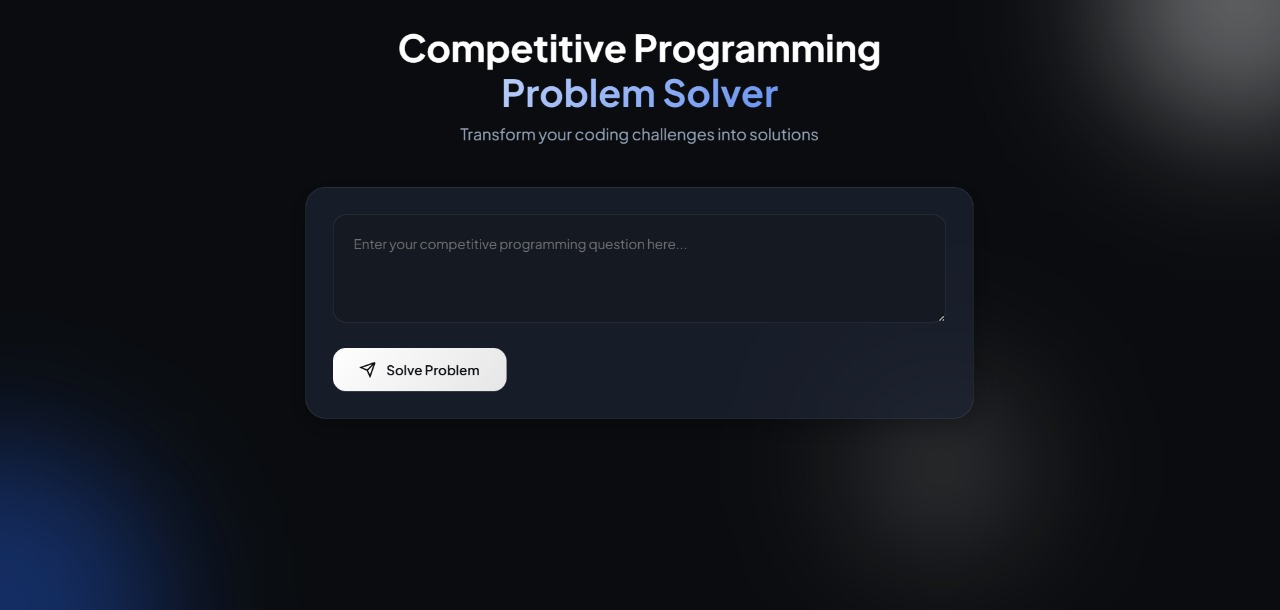 Competitive Programming
Problem Solver
Transform your coding challenges into solutions
Enter your competitive programming question here...
Solve Problem